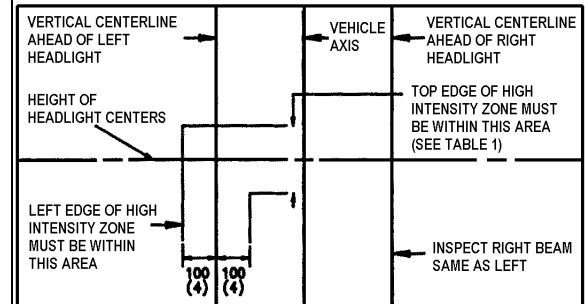 VERTICAL CENTERLINE
AHEAD OF LEFT
HEADLIGHT
VEHICLE
AXIS
VERTICAL CENTERLINE
AHEAD OF RIGHT
HEADLIGHT
HEIGHT OF
HEADLIGHT CENTERS
TOP EDGE OF HIGH
INTENSITY ZONE MUST
BE WITHIN THIS AREA
(SEE TABLE 1)
LEFT EDGE OF HIGH
INTENSITY ZONE
MUST BE WITHIN
THIS AREA
100
(4)
100
(4)
INSPECT RIGHT BEAM
SAME AS LEFT